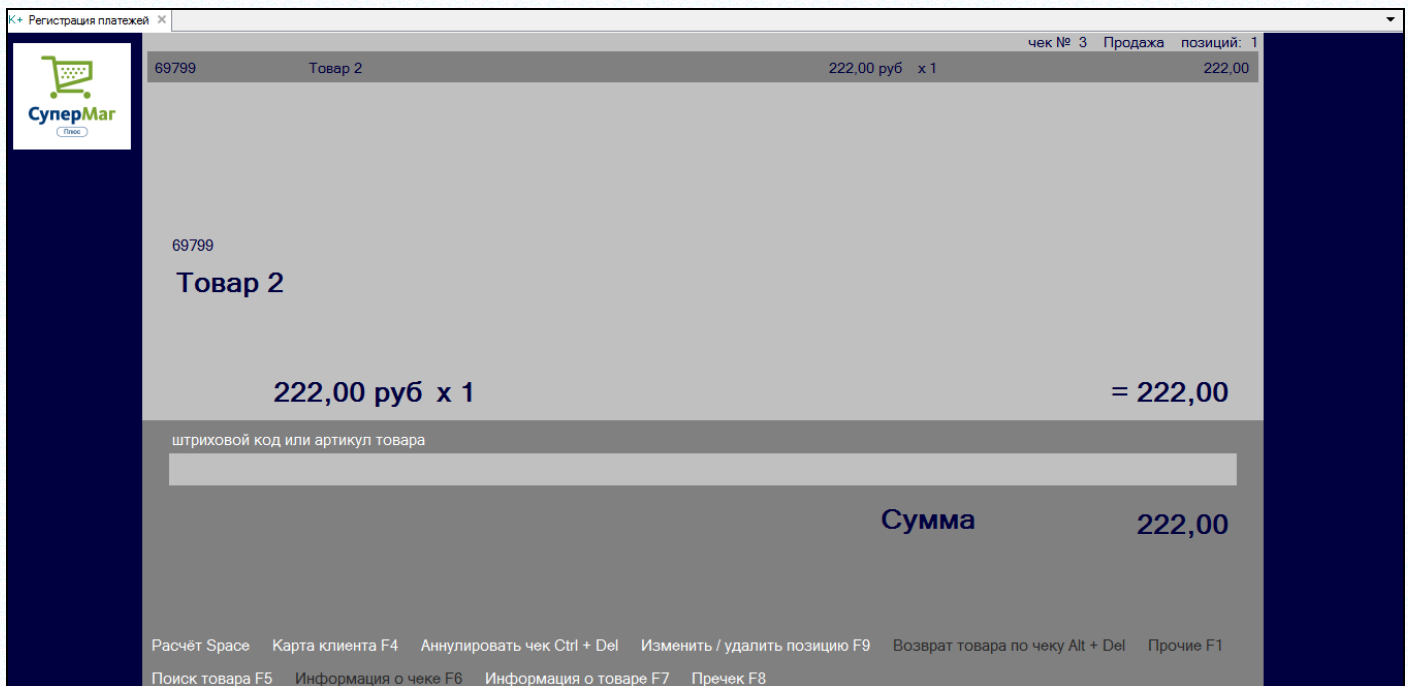 К+ Регистрация платежей ×
чек № 3 Продажа позиций: 1
СуперМаг
Плюс
69799 Товар 2 222,00 руб x 1 222,00
69799
Товар 2
222,00 руб x 1 = 222,00
штриховой код или артикул товара
Сумма 222,00
Расчёт Space Карта клиента F4 Аннулировать чек Ctrl + Del Изменить / удалить позицию F9 Возврат товара по чеку Alt + Del Прочие F1
Поиск товара F5 Информация о чеке F6 Информация о товаре F7 Пречек F8